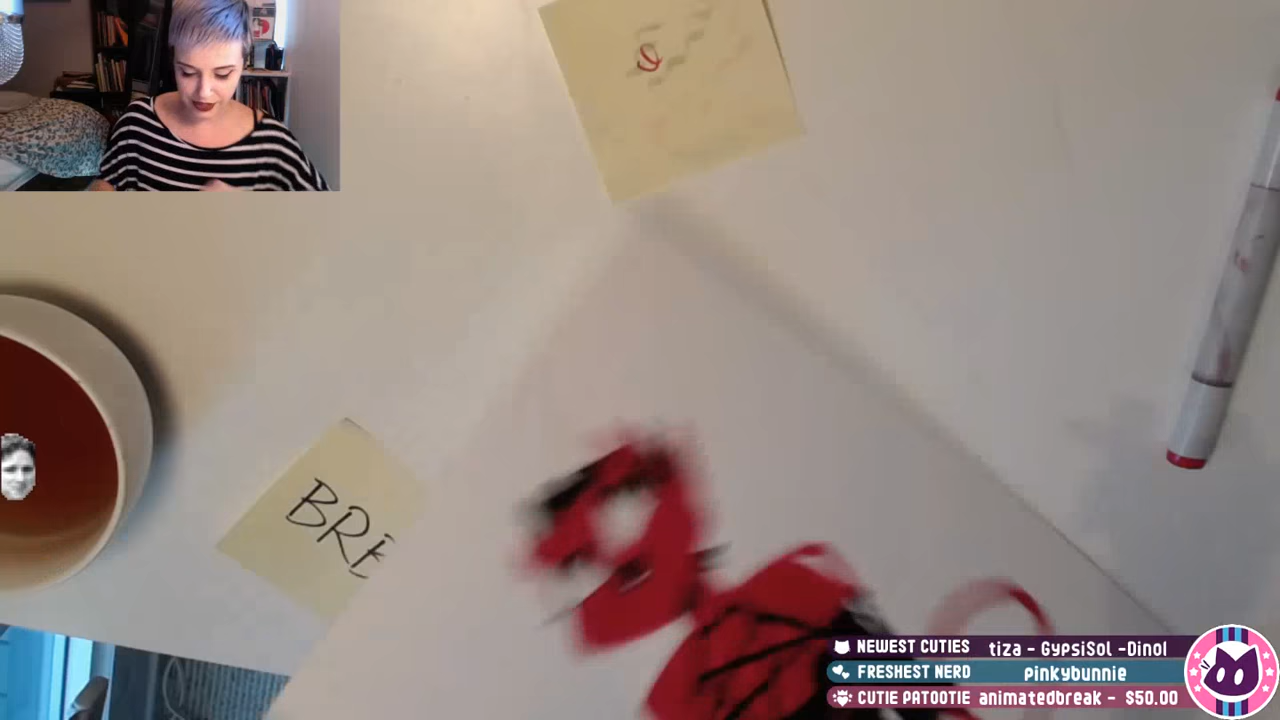 BRE
NEWEST CUTIES tiza - GypsiSol -Dinol
FRESHEST NERD pinkybunnie
CUTIE PATOOTIE animatedbreak - $50.00